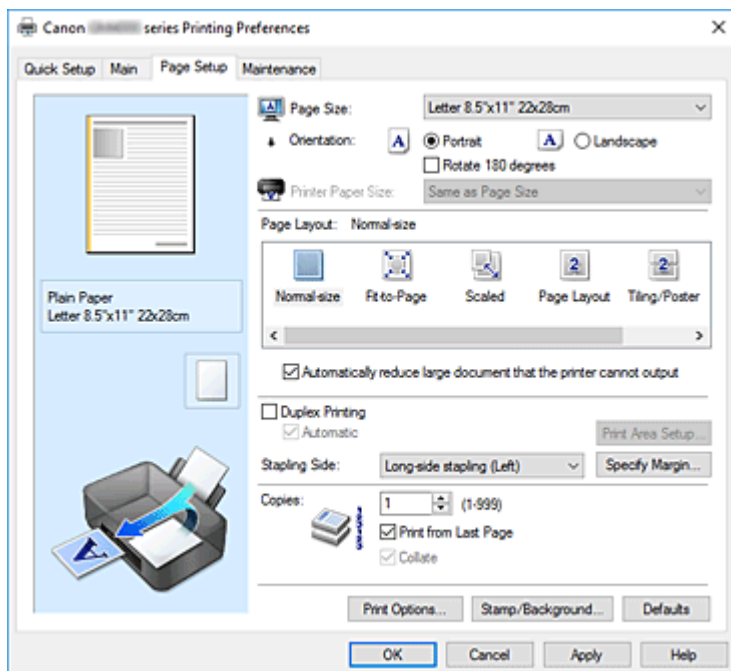 Canon series Printing Preferences
Quick Setup Main Page Setup Maintenance
Page Size: Letter 8.5"x11" 22x28cm
Orientation: A Portrait A Landscape
Rotate 180 degrees
Printer Paper Size: Same as Page Size
Page Layout: Normal-size
2 2
Normal-size Fit-to-Page Scaled Page Layout Tiling/Poster
Plain Paper
Letter 8.5"x11" 22x28cm
Automatically reduce large document that the printer cannot output
Duplex Printing
Automatic Print Area Setup...
Stapling Side: Long-side stapling (Left) Specify Margin...
Copies: 1 (1-999)
Print from Last Page
Collate
A
Print Options... Stamp/Background... Defaults
OK Cancel Apply Help